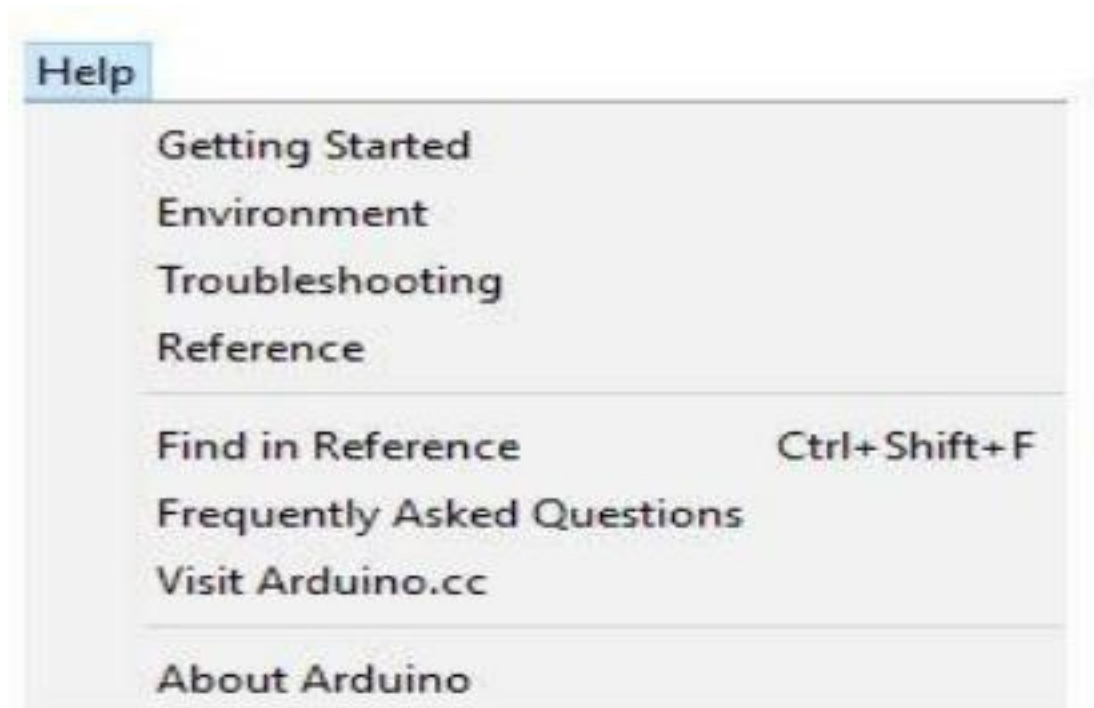 Help
Getting Started
Environment
Troubleshooting
Reference
Find in Reference Ctrl+Shift+F
Frequently Asked Questions
Visit Arduino.cc
About Arduino